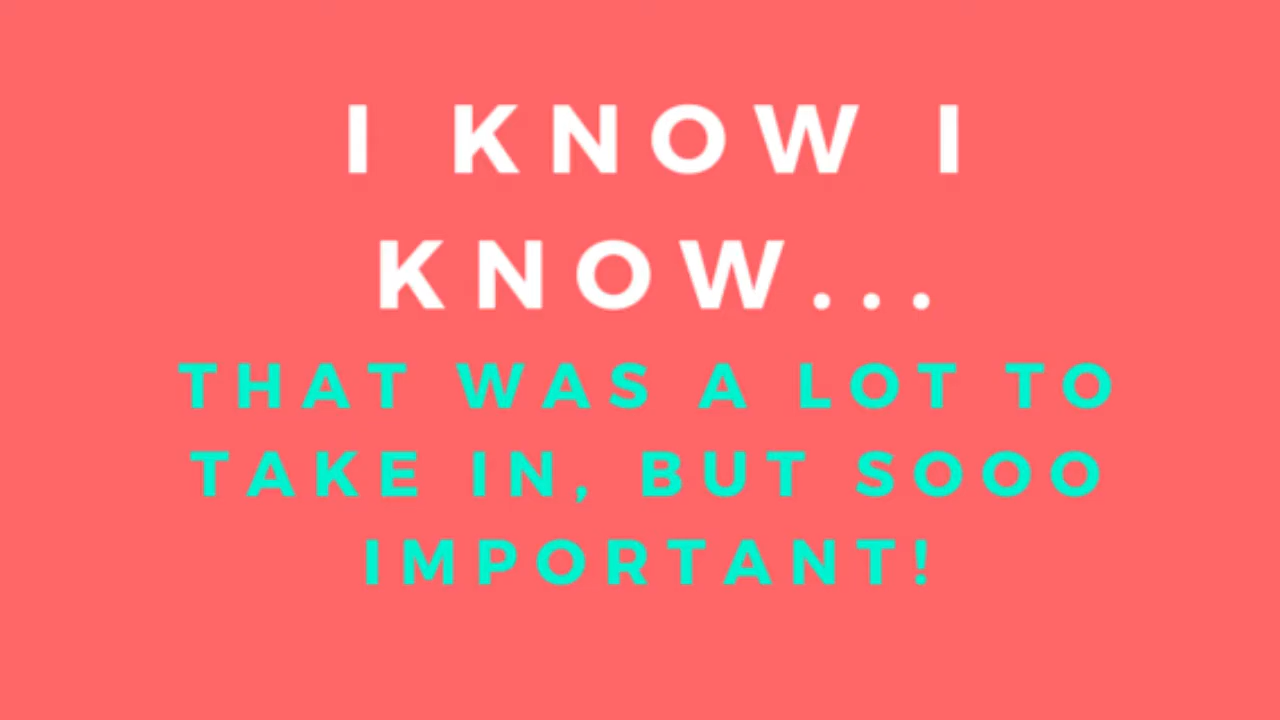 I KNOW I
KNOW...
THAT WAS A LOT TO
TAKE IN, BUT SOOO
IMPORTANT!